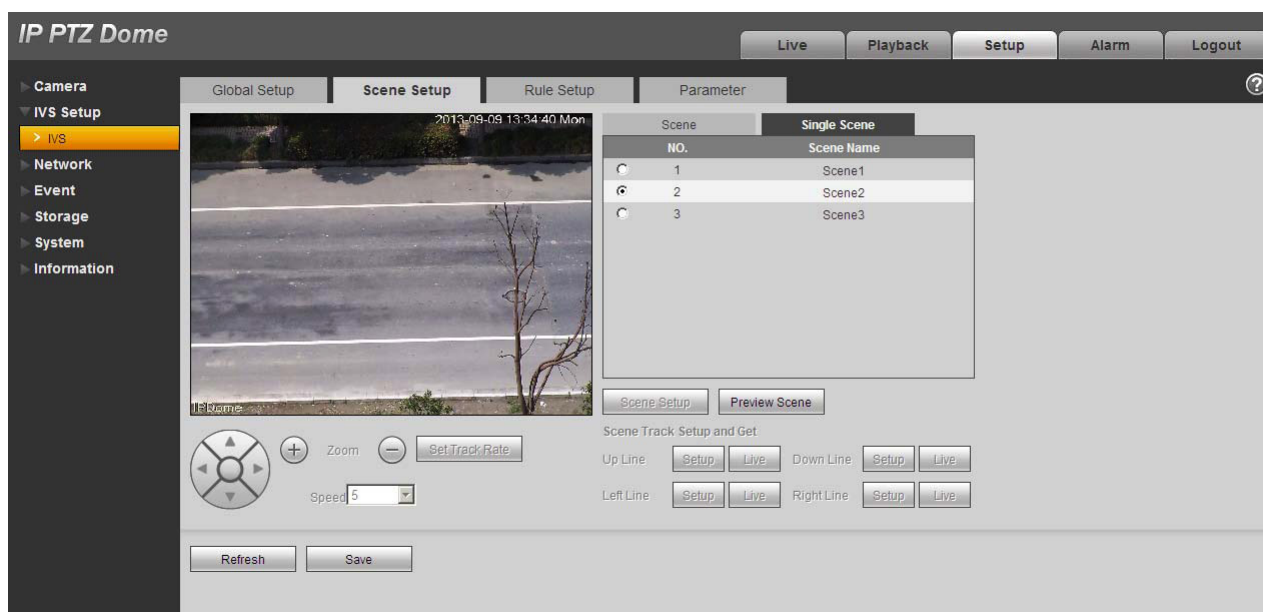 IP PTZ Dome
Live Playback Setup Alarm Logout
Camera
IVS Setup
> IVS
Network
Event
Storage
System
Information
Global Setup Scene Setup Rule Setup Parameter
?
2013-09-09 13:34:40 Mon
IPDome
Scene Single Scene
NO. Scene Name
1 Scene1
2 Scene2
3 Scene3
Scene Setup Preview Scene
Scene Track Setup and Get
Up Line Setup Live Down Line Setup Live
Left Line Setup Live Right Line Setup Live
Zoom Set Track Rate
Speed 5
Refresh Save